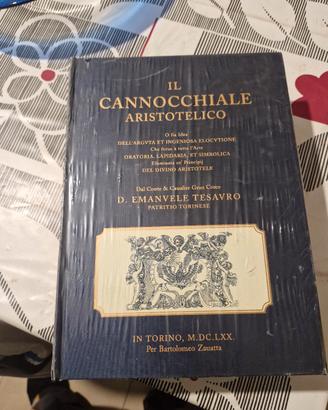 IL
CANNOCCHIALE
ARISTOTELICO
O sia Idea
DELL'ARGVTA ET INGENIOSA ELOCVTIONE
Che serue à tutta l'Arte
ORATORIA, LAPIDARIA, ET SIMBOLICA
Esaminata co' Principij
DEL DIVINO ARISTOTELE
Dal Conte & Caualier Gran Croce
D. EMANVELE TESAVRO
PATRITIO TORINESE
IN TORINO, M.DC.LXX.
Per Bartolomeo Zauatta